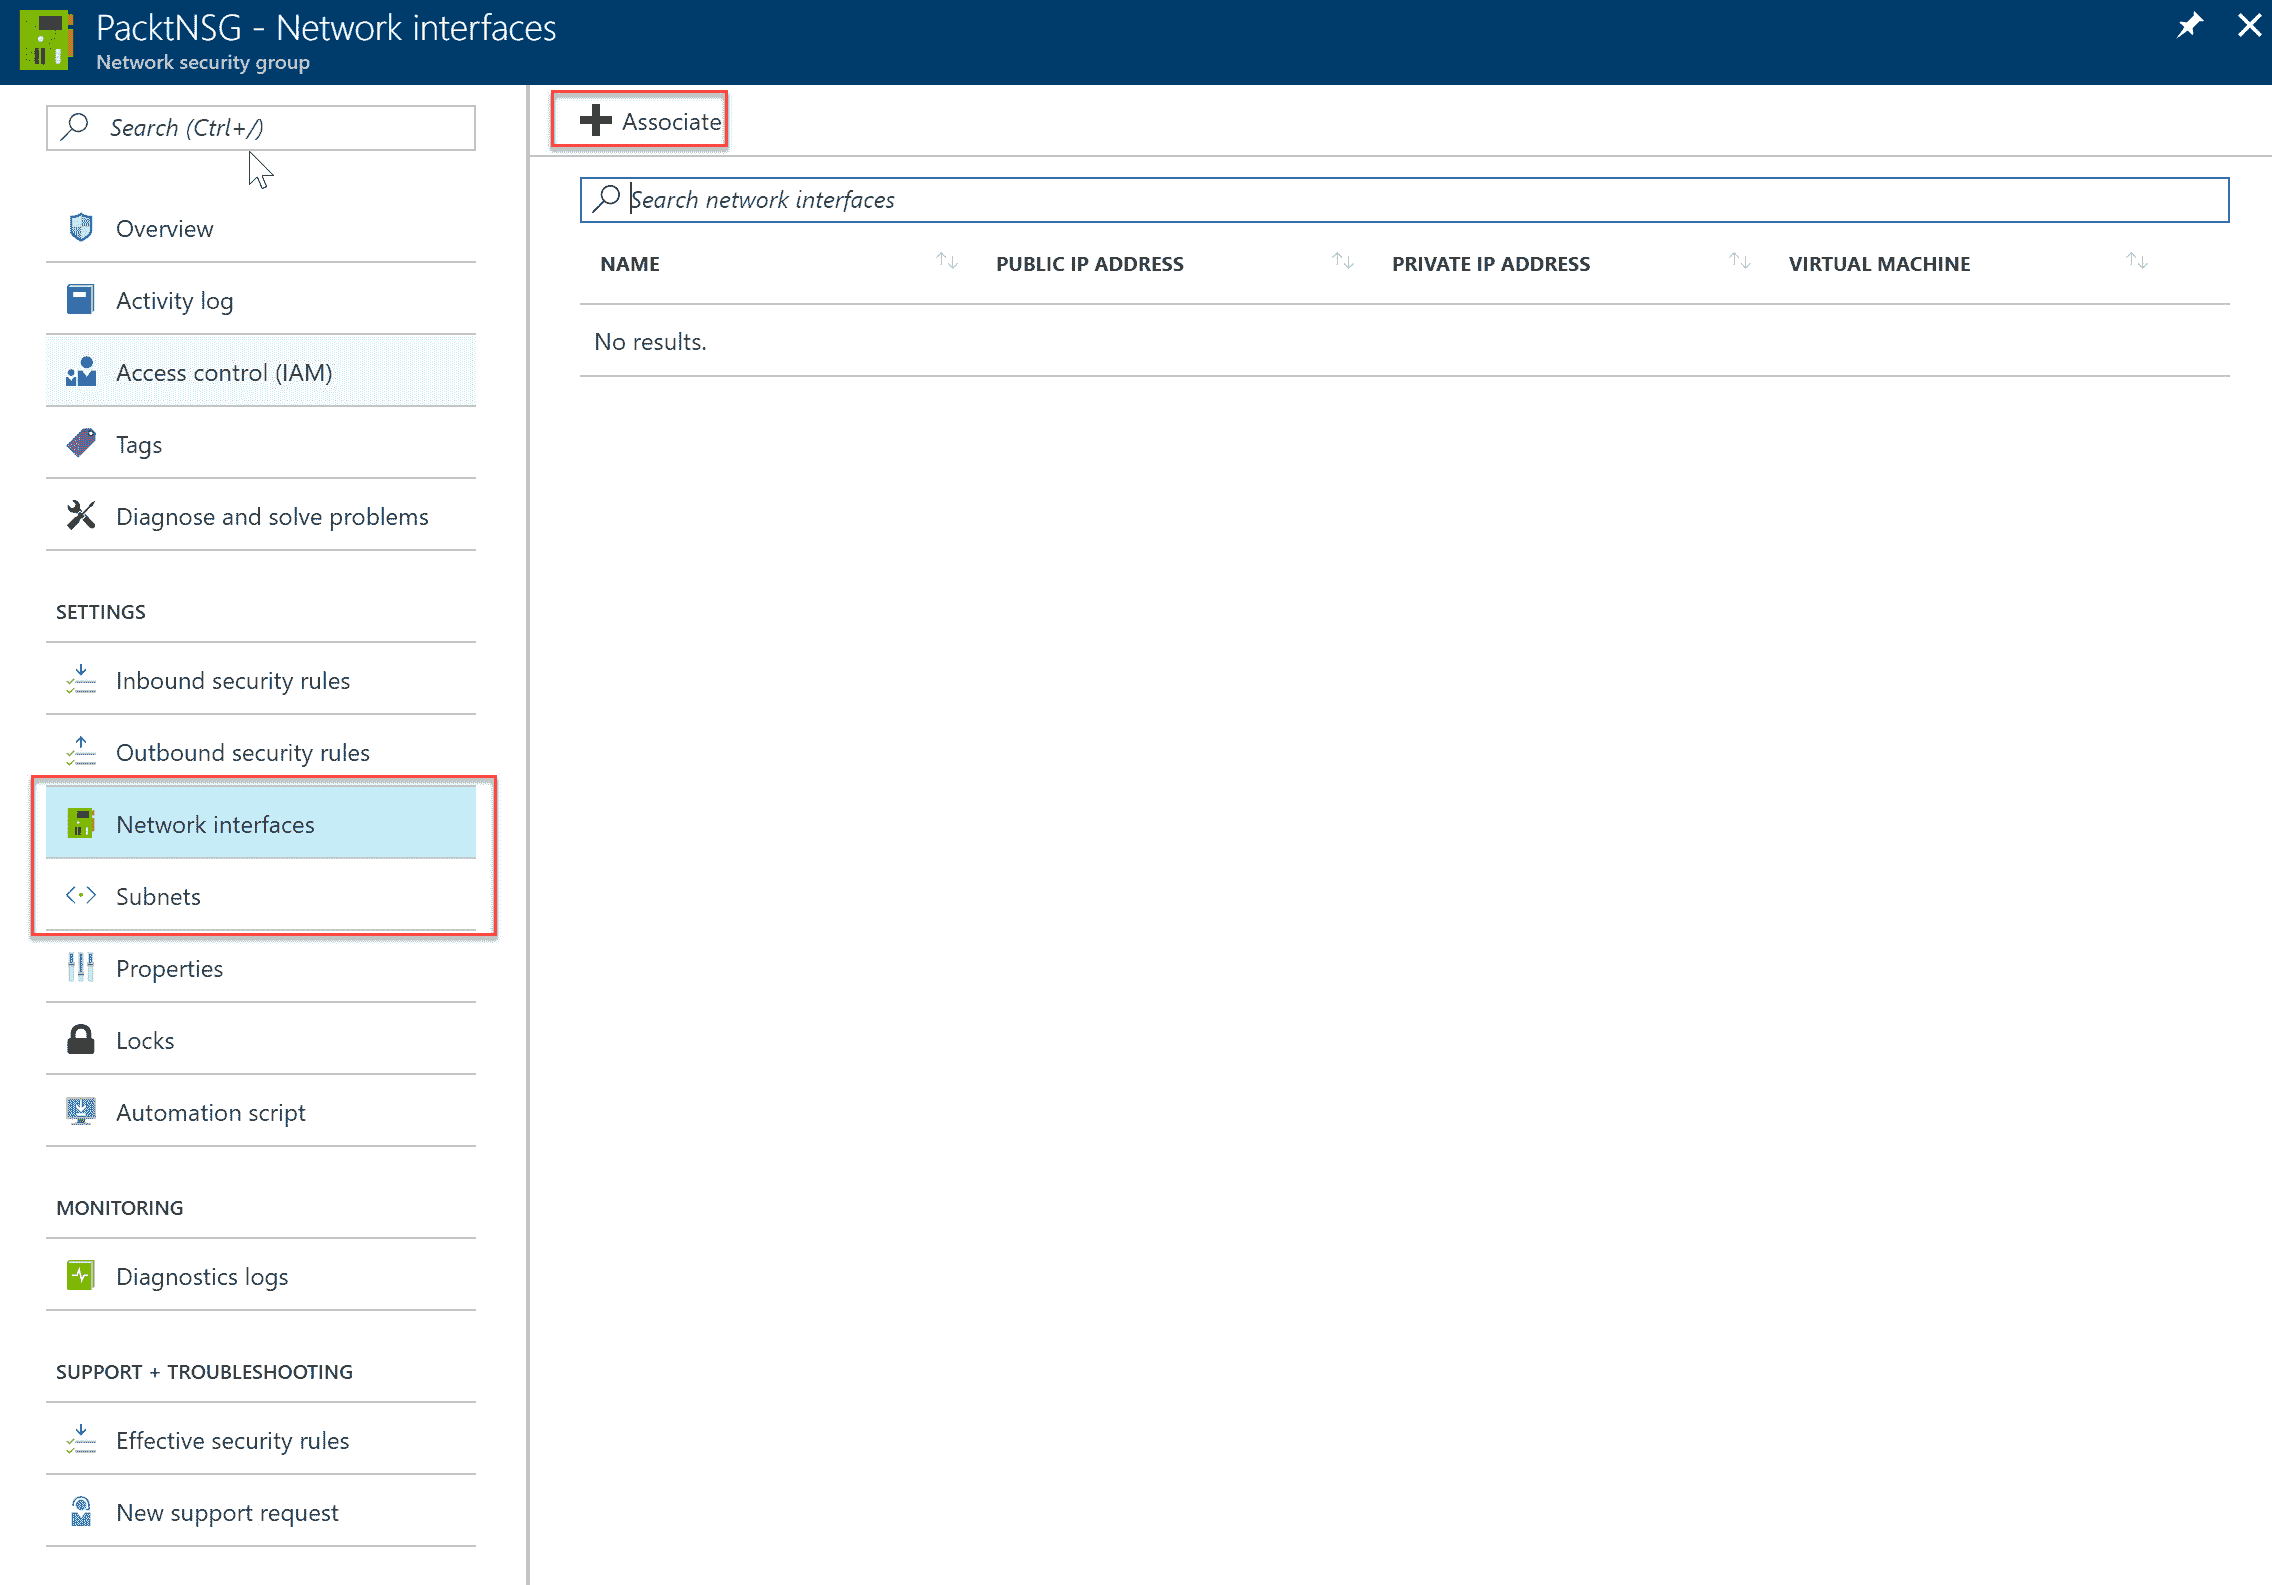 PacktNSG - Network interfaces
Network security group
Search (Ctrl+/)
Overview
Activity log
Access control (IAM)
Tags
Diagnose and solve problems
SETTINGS
Inbound security rules
Outbound security rules
Network interfaces
Subnets
Properties
Locks
Automation script
MONITORING
Diagnostics logs
SUPPORT + TROUBLESHOOTING
Effective security rules
New support request
Associate
Search network interfaces
NAME PUBLIC IP ADDRESS PRIVATE IP ADDRESS VIRTUAL MACHINE
No results.